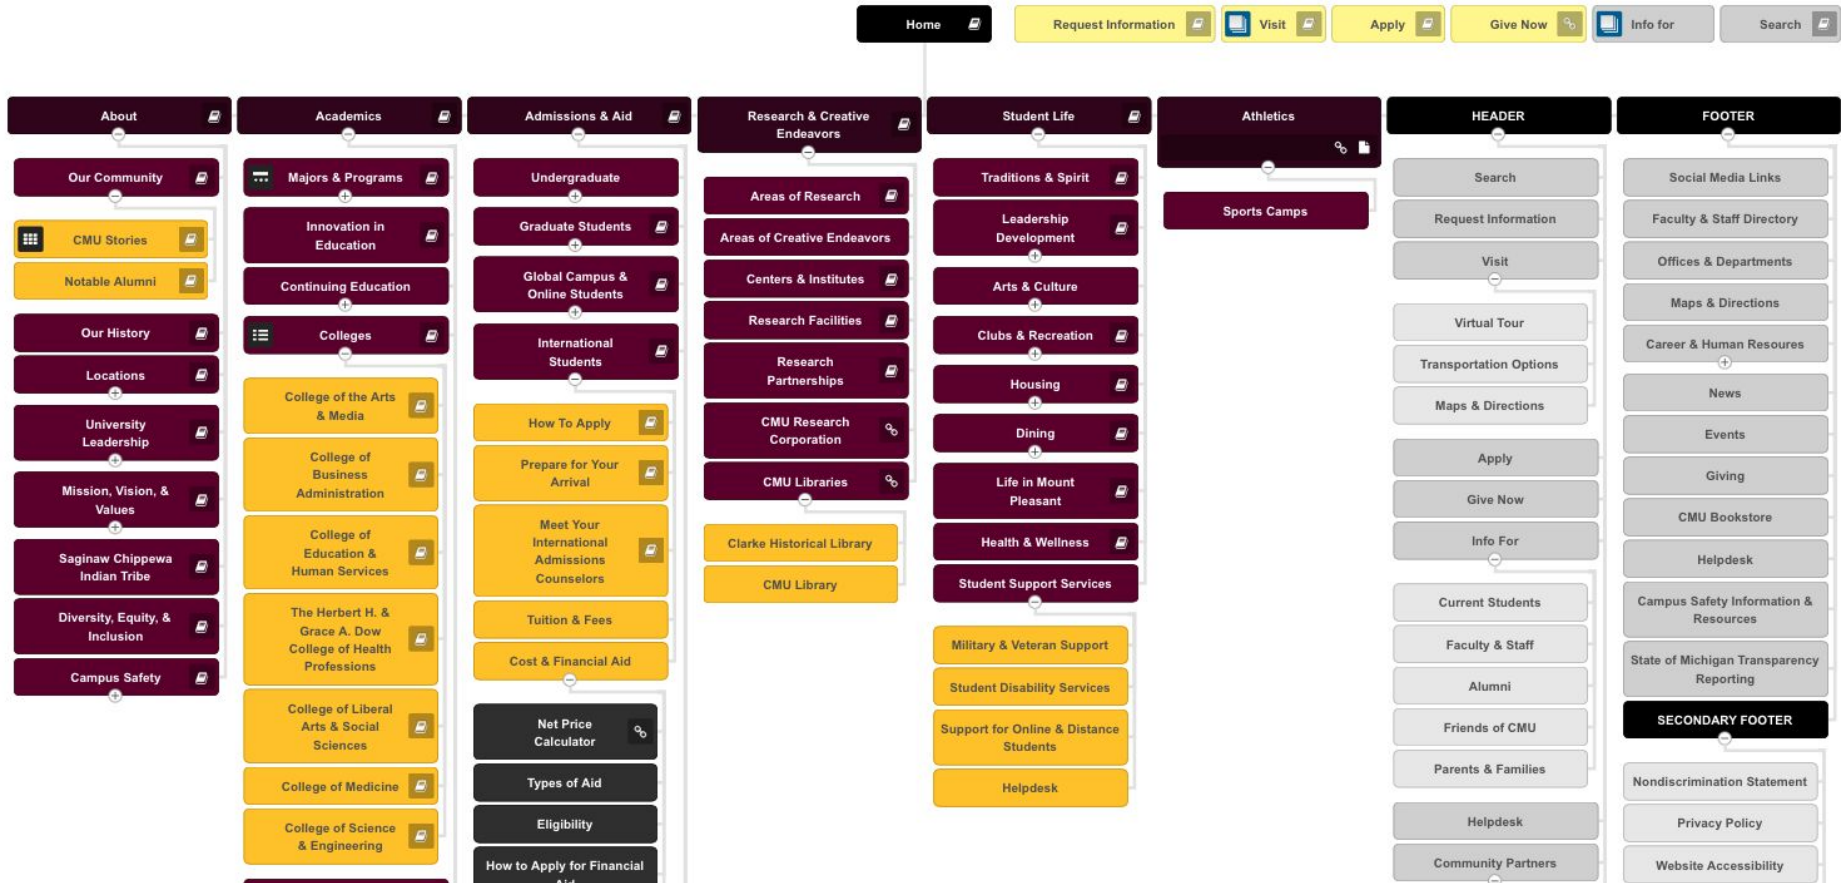 Home
Request Information
Visit
Apply
Give Now
Info for
Search
About
Our Community
CMU Stories
Notable Alumni
Our History
Locations
University
Leadership
Mission, Vision, &
Values
Saginaw Chippewa
Indian Tribe
Diversity, Equity, &
Inclusion
Campus Safety
Academics
Majors & Programs
Innovation in
Education
Continuing Education
Colleges
College of the Arts
& Media
College of
Business
Administration
College of
Education &
Human Services
The Herbert H. &
Grace A. Dow
College of Health
Professions
College of Liberal
Arts & Social
Sciences
College of Medicine
College of Science
& Engineering
Admissions & Aid
Undergraduate
Graduate Students
Global Campus &
Online Students
International
Students
How To Apply
Prepare for Your
Arrival
Meet Your
International
Admissions
Counselors
Tuition & Fees
Cost & Financial Aid
Net Price
Calculator
Types of Aid
Eligibility
How to Apply for Financial
Aid
Research & Creative
Endeavors
Areas of Research
Areas of Creative Endeavors
Centers & Institutes
Research Facilities
Research
Partnerships
CMU Research
Corporation
CMU Libraries
Clarke Historical Library
CMU Library
Student Life
Traditions & Spirit
Leadership
Development
Arts & Culture
Clubs & Recreation
Housing
Dining
Life in Mount
Pleasant
Health & Wellness
Student Support Services
Military & Veteran Support
Student Disability Services
Support for Online & Distance
Students
Helpdesk
Athletics
Sports Camps
HEADER
Search
Request Information
Visit
Virtual Tour
Transportation Options
Maps & Directions
Apply
Give Now
Info For
Current Students
Faculty & Staff
Alumni
Friends of CMU
Parents & Families
Helpdesk
Community Partners
FOOTER
Social Media Links
Faculty & Staff Directory
Offices & Departments
Maps & Directions
Career & Human Resoures
News
Events
Giving
CMU Bookstore
Helpdesk
Campus Safety Information &
Resources
State of Michigan Transparency
Reporting
SECONDARY FOOTER
Nondiscrimination Statement
Privacy Policy
Website Accessibility